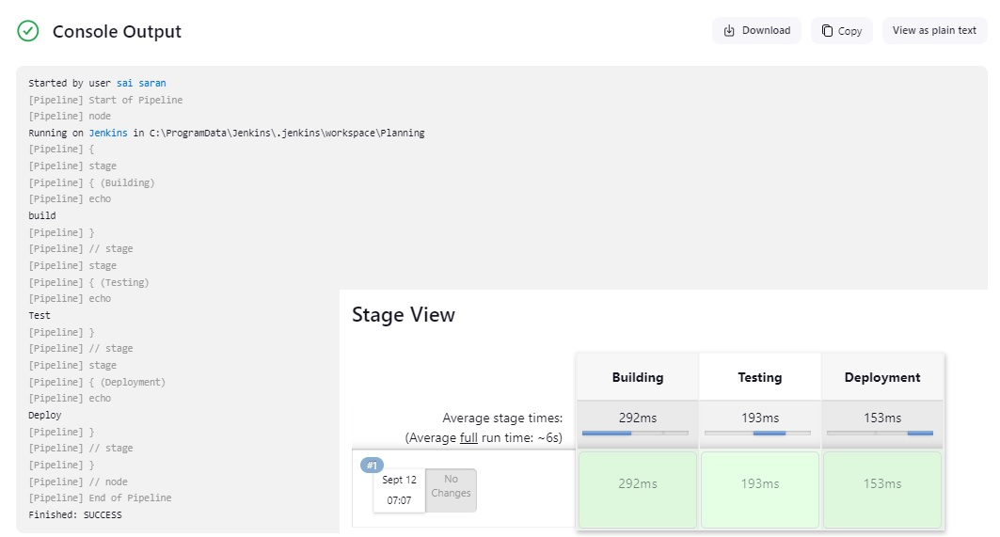 Console Output
Download
Copy
View as plain text
Started by user sai saran
[Pipeline] Start of Pipeline
[Pipeline] node
Running on Jenkins in C:\ProgramData\Jenkins\.jenkins\workspace\Planning
[Pipeline] {
[Pipeline] stage
[Pipeline] { (Building)
[Pipeline] echo
build
[Pipeline] }
[Pipeline] // stage
[Pipeline] stage
[Pipeline] { (Testing)
[Pipeline] echo
Test
[Pipeline] }
[Pipeline] // stage
[Pipeline] stage
[Pipeline] { (Deployment)
[Pipeline] echo
Deploy
[Pipeline] }
[Pipeline] // stage
[Pipeline] }
[Pipeline] // node
[Pipeline] End of Pipeline
Finished: SUCCESS
Stage View
Building Testing Deployment
Average stage times: 292ms 193ms 153ms
(Average full run time: ~6s)
#1
Sept 12
07:07
No
Changes
292ms 193ms 153ms